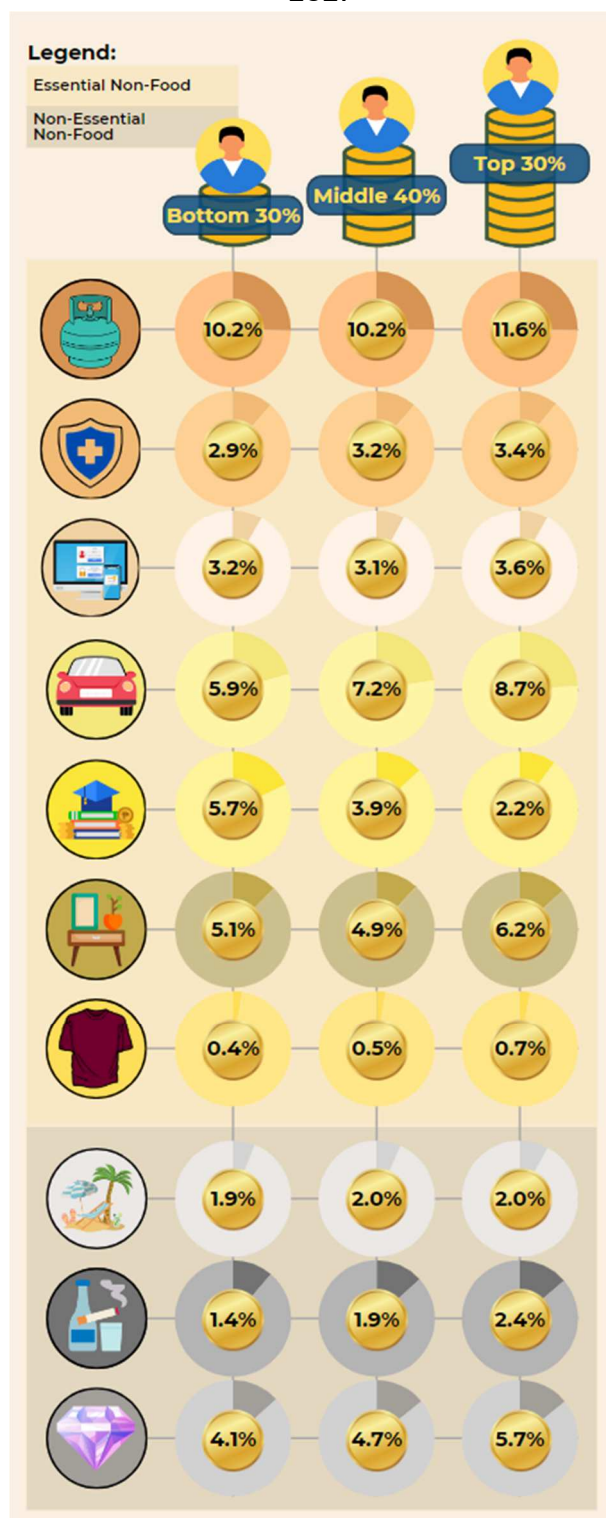 Legend:
Essential Non-Food
Non-Essential
Non-Food
Bottom 30%
Middle 40%
Top 30%
10.2% 10.2% 11.6%
2.9% 3.2% 3.4%
3.2% 3.1% 3.6%
5.9% 7.2% 8.7%
5.7% 3.9% 2.2%
5.1% 4.9% 6.2%
0.4% 0.5% 0.7%
1.9% 2.0% 2.0%
1.4% 1.9% 2.4%
4.1% 4.7% 5.7%